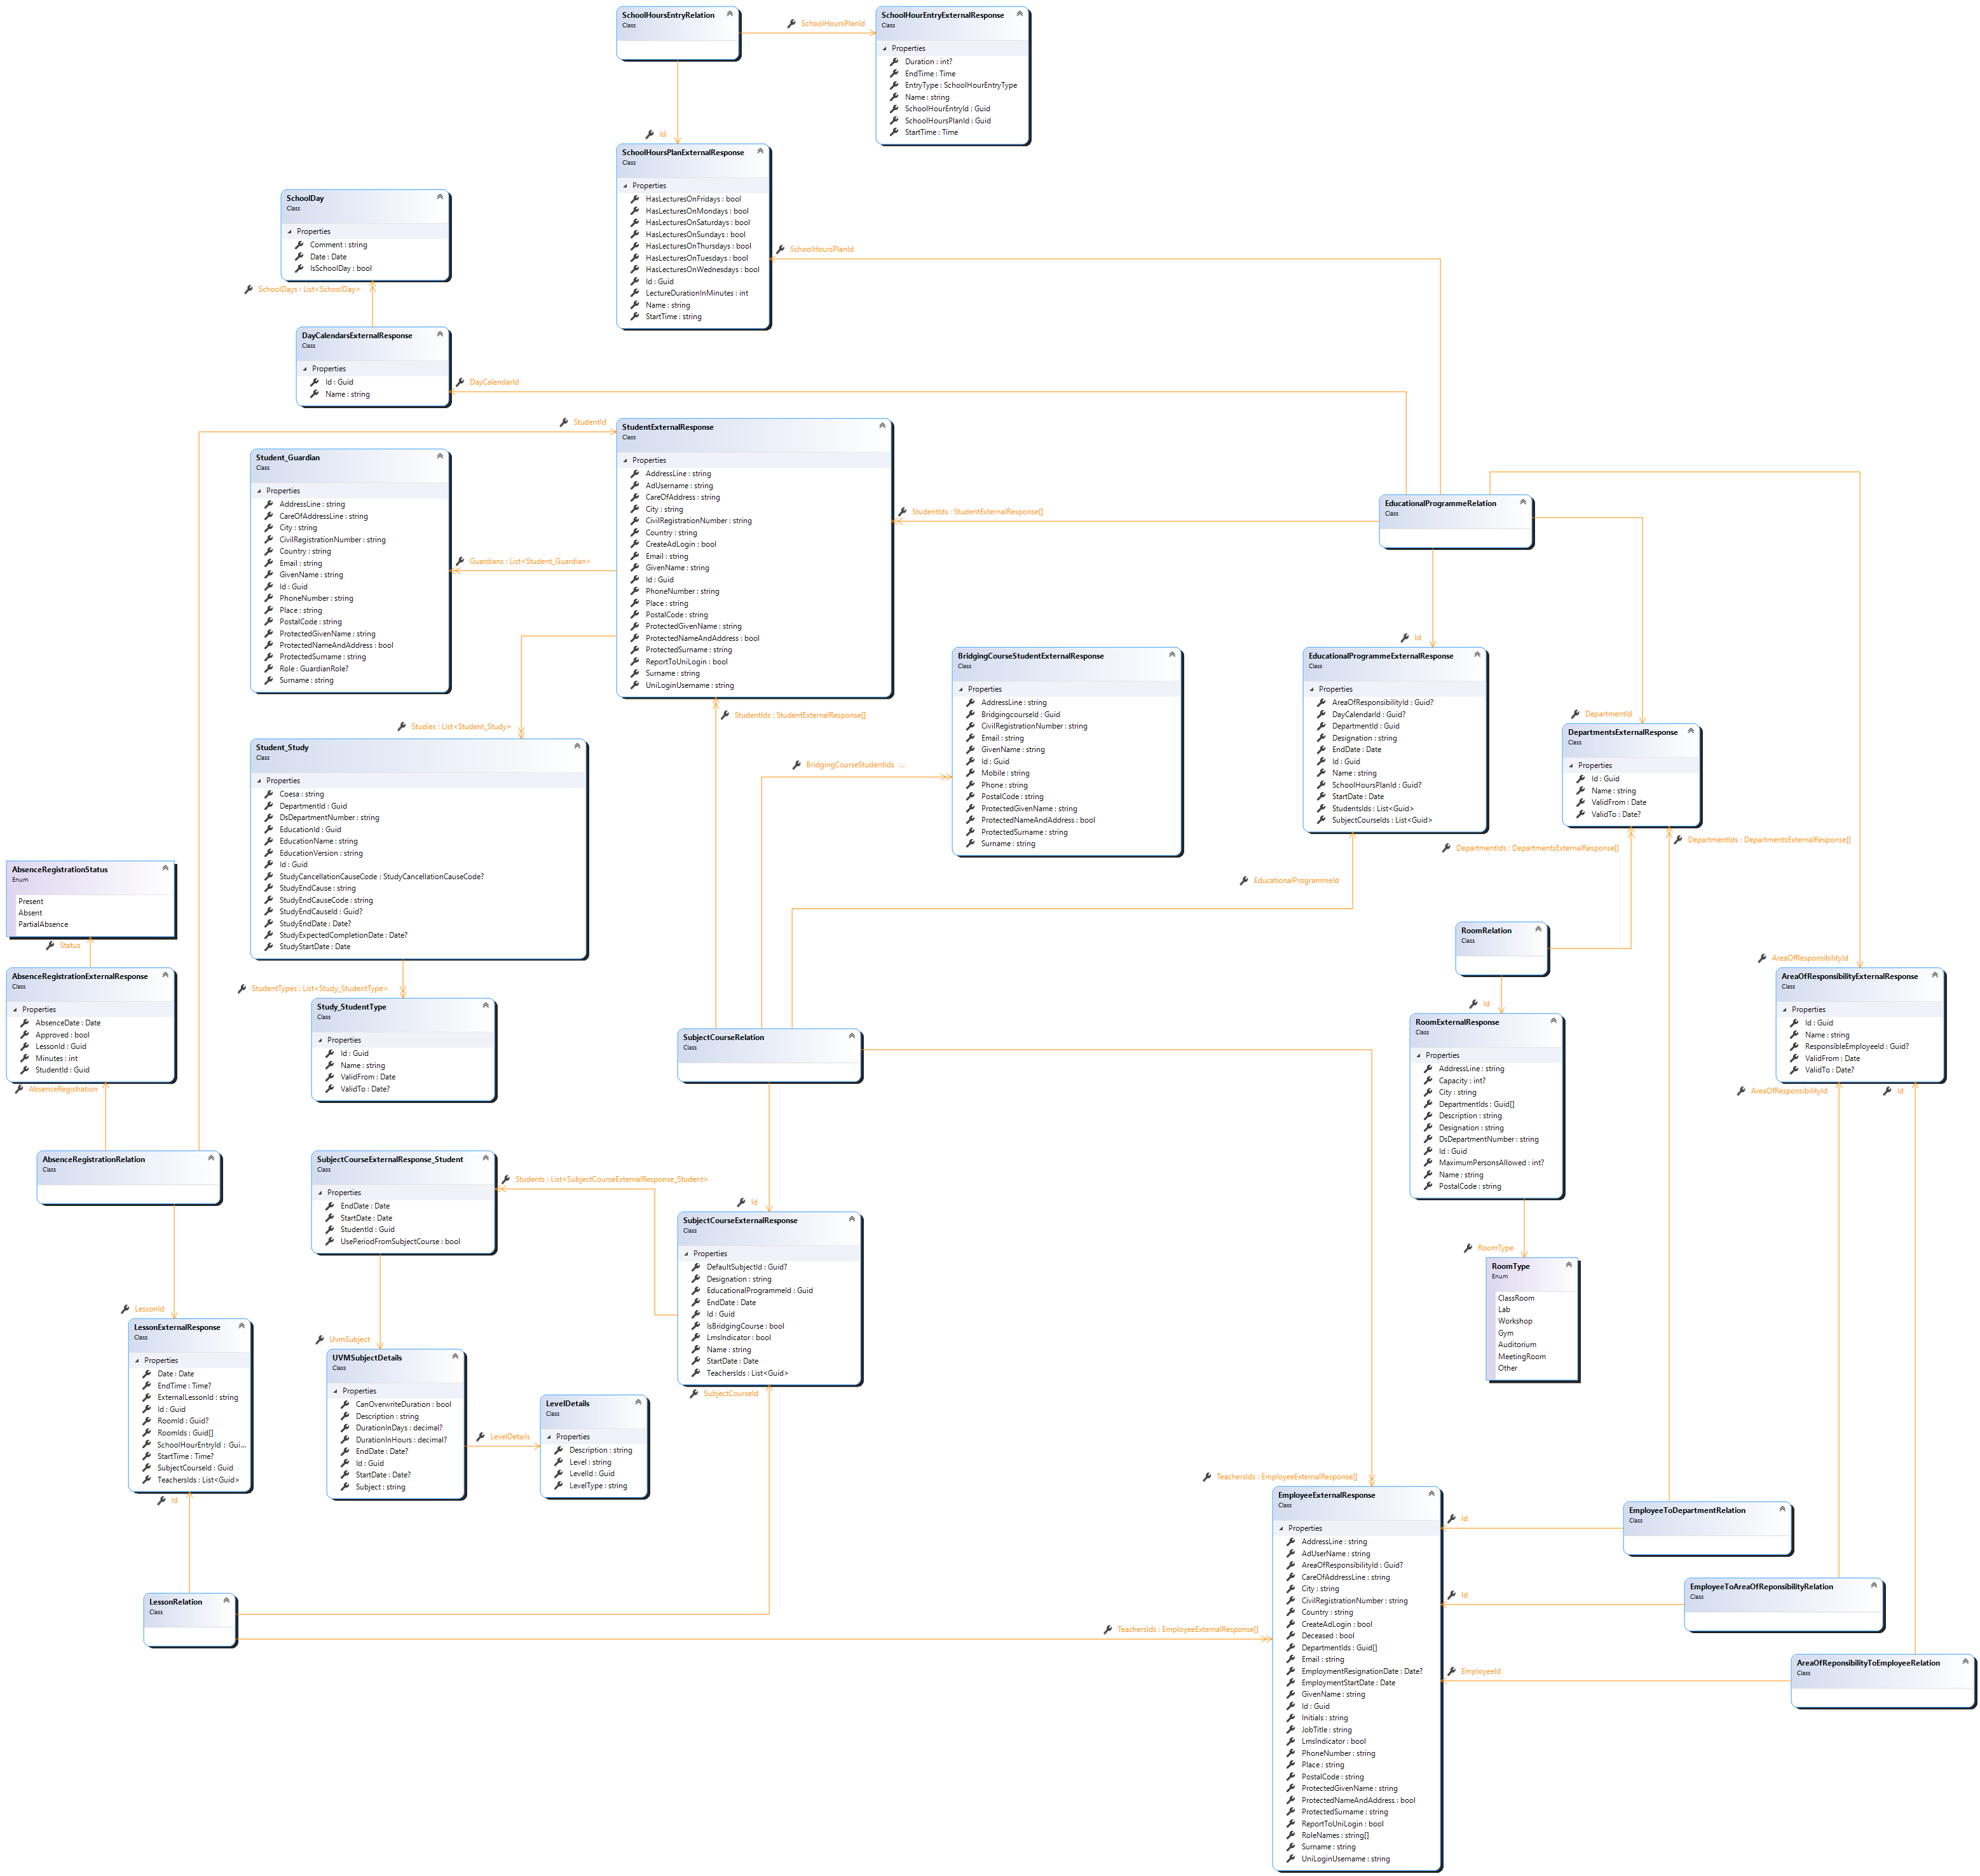 SchoolHoursEntryRelation
Class
SchoolHoursPlanId
SchoolHourEntryExternalResponse
Class
Properties
Duration : int?
EndTime : Time
EntryType : SchoolHourEntryType
Name : string
SchoolHourEntryId : Guid
SchoolHoursPlanId : Guid
StartTime : Time
Id
SchoolHoursPlanExternalResponse
Class
Properties
HasLecturesOnFridays : bool
HasLecturesOnMondays : bool
HasLecturesOnSaturdays : bool
HasLecturesOnSundays : bool
HasLecturesOnThursdays : bool
HasLecturesOnTuesdays : bool
HasLecturesOnWednesdays : bool
Id : Guid
LectureDurationInMinutes : int
Name : string
StartTime : string
SchoolHoursPlanId
SchoolDay
Class
Properties
Comment : string
Date : Date
IsSchoolDay : bool
SchoolDays : List<SchoolDay>
DayCalendarsExternalResponse
Class
Properties
Id : Guid
Name : string
DayCalendarId
StudentId
StudentExternalResponse
Class
Properties
AddressLine : string
AdUsername : string
CareOfAddress : string
City : string
CivilRegistrationNumber : string
Country : string
CreateAdLogin : bool
Email : string
GivenName : string
Id : Guid
PhoneNumber : string
Place : string
PostalCode : string
ProtectedGivenName : string
ProtectedNameAndAddress : bool
ProtectedSurname : string
ReportToUniLogin : bool
Surname : string
UniLoginUsername : string
Student_Guardian
Class
Properties
AddressLine : string
CareOfAddressLine : string
City : string
CivilRegistrationNumber : string
Country : string
Email : string
GivenName : string
Id : Guid
PhoneNumber : string
Place : string
PostalCode : string
ProtectedGivenName : string
ProtectedNameAndAddress : bool
ProtectedSurname : string
Role : GuardianRole?
Surname : string
Guardians : List<Student_Guardian>
StudentIds : StudentExternalResponse[]
EducationalProgrammeRelation
Class
Id
Studies : List<Student_Study>
StudentIds : StudentExternalResponse[]
BridgingCourseStudentExternalResponse
Class
Properties
AddressLine : string
BridgingcourseId : Guid
CivilRegistrationNumber : string
Email : string
GivenName : string
Id : Guid
Mobile : string
Phone : string
PostalCode : string
ProtectedGivenName : string
ProtectedNameAndAddress : bool
ProtectedSurname : string
Surname : string
BridgingCourseStudentIds :...
EducationalProgrammeExternalResponse
Class
Properties
AreaOfResponsibilityId : Guid?
DayCalendarId : Guid?
DepartmentId : Guid
Designation : string
EndDate : Date
Id : Guid
Name : string
SchoolHoursPlanId : Guid?
StartDate : Date
StudentsIds : List<Guid>
SubjectCourseIds : List<Guid>
DepartmentId
DepartmentsExternalResponse
Class
Properties
Id : Guid
Name : string
ValidFrom : Date
ValidTo : Date?
DepartmentIds : DepartmentsExternalResponse[]
DepartmentIds : DepartmentsExternalResponse[]
EducationalProgrammeId
Student_Study
Class
Properties
Coesa : string
DepartmentId : Guid
DsDepartmentNumber : string
EducationId : Guid
EducationName : string
EducationVersion : string
Id : Guid
StudyCancellationCauseCode : StudyCancellationCauseCode?
StudyEndCause : string
StudyEndCauseCode : string
StudyEndCauseId : Guid?
StudyEndDate : Date?
StudyExpectedCompletionDate : Date?
StudyStartDate : Date
AbsenceRegistrationStatus
Enum
Present
Absent
PartialAbsence
Status
AbsenceRegistrationExternalResponse
Class
Properties
AbsenceDate : Date
Approved : bool
LessonId : Guid
Minutes : int
StudentId : Guid
AbsenceRegistration
StudentTypes : List<Study_StudentType>
Study_StudentType
Class
Properties
Id : Guid
Name : string
ValidFrom : Date
ValidTo : Date?
SubjectCourseRelation
Class
RoomRelation
Class
Id
RoomExternalResponse
Class
Properties
AddressLine : string
Capacity : int?
City : string
DepartmentIds : Guid[]
Description : string
Designation : string
DsDepartmentNumber : string
Id : Guid
MaximumPersonsAllowed : int?
Name : string
PostalCode : string
AreaOfResponsibilityId
AreaOfResponsibilityExternalResponse
Class
Properties
Id : Guid
Name : string
ResponsibleEmployeeId : Guid?
ValidFrom : Date
ValidTo : Date?
AreaOfResponsibilityId
Id
AbsenceRegistrationRelation
Class
SubjectCourseExternalResponse_Student
Class
Properties
EndDate : Date
StartDate : Date
StudentId : Guid
UsePeriodFromSubjectCourse : bool
Students : List<SubjectCourseExternalResponse_Student>
Id
SubjectCourseExternalResponse
Class
Properties
DefaultSubjectId : Guid?
Designation : string
EducationalProgrammeId : Guid
EndDate : Date
Id : Guid
IsBridgingCourse : bool
LmsIndicator : bool
Name : string
StartDate : Date
TeachersIds : List<Guid>
SubjectCourseId
RoomType
RoomType
Enum
ClassRoom
Lab
Workshop
Gym
Auditorium
MeetingRoom
Other
LessonId
LessonExternalResponse
Class
Properties
Date : Date
EndTime : Time?
ExternalLessonId : string
Id : Guid
RoomId : Guid?
RoomIds : Guid[]
SchoolHourEntryId : Gui...
StartTime : Time?
SubjectCourseId : Guid
TeachersIds : List<Guid>
Id
UvmSubject
UVMSubjectDetails
Class
Properties
CanOverwriteDuration : bool
Description : string
DurationInDays : decimal?
DurationInHours : decimal?
EndDate : Date?
Id : Guid
StartDate : Date?
Subject : string
LevelDetails
LevelDetails
Class
Properties
Description : string
Level : string
LevelId : Guid
LevelType : string
TeachersIds : EmployeeExternalResponse[]
EmployeeExternalResponse
Class
Properties
AddressLine : string
AdUserName : string
AreaOfResponsibilityId : Guid?
CareOfAddressLine : string
City : string
CivilRegistrationNumber : string
Country : string
CreateAdLogin : bool
Deceased : bool
DepartmentIds : Guid[]
Email : string
EmploymentResignationDate : Date?
EmploymentStartDate : Date
GivenName : string
Id : Guid
Initials : string
JobTitle : string
LmsIndicator : bool
PhoneNumber : string
Place : string
PostalCode : string
ProtectedGivenName : string
ProtectedNameAndAddress : bool
ProtectedSurname : string
ReportToUniLogin : bool
RoleNames : string[]
Surname : string
UniLoginUsername : string
Id
EmployeeToDepartmentRelation
Class
Id
EmployeeToAreaOfReponsibilityRelation
Class
EmployeeId
AreaOfReponsibilityToEmployeeRelation
Class
LessonRelation
Class
TeachersIds : EmployeeExternalResponse[]